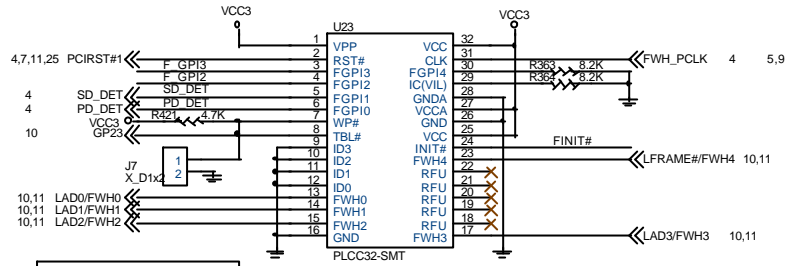 VCC3
U23
VCC3
1 VPP VCC 32
4,7,11,25 PCIRST#1 2 RST# CLK 31 FWH_PCLK 4 5,9
F_GPI3 3 FGPI3 FGPI4 30 R363 8.2K
F_GPI2 4 FGPI2 IC(VIL) 29 R364 8.2K
4 SD_DET SD_DET 5 FGPI1 GNDA 28
4 PD_DET PD_DET 6 FGPI0 VCCA 27
VCC3 R421 4.7K 7 WP# GND 26
10 GP23 8 TBL# VCC 25
9 ID3 INIT# 24 FINIT#
10 ID2 FWH4 23 LFRAME#/FWH4 10,11
J7 1 11 ID1 RFU 22
X_D1x2 2 12 ID0 RFU 21
10,11 LAD0/FWH0 13 FWH0 RFU 20
10,11 LAD1/FWH1 14 FWH1 RFU 19
10,11 LAD2/FWH2 15 FWH2 RFU 18
16 GND FWH3 17 LAD3/FWH3 10,11
PLCC32-SMT